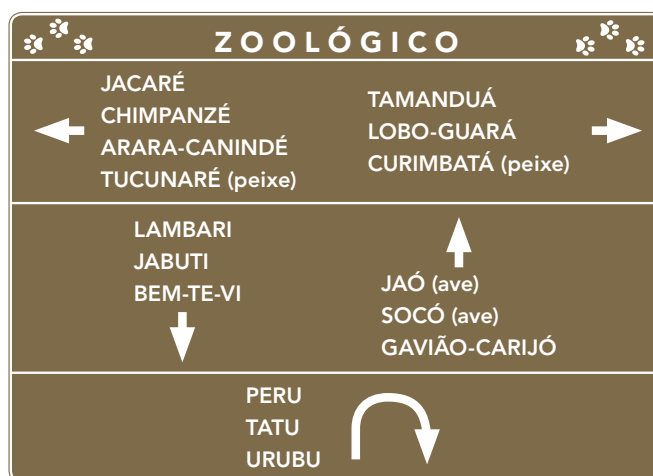 ZOOLÓGICO
JACARÉ
CHIMPANZÉ
ARARA-CANINDÉ
TUCUNARÉ (peixe)
TAMANDUÁ
LOBO-GUARÁ
CURIMBATÁ (peixe)
LAMBARI
JABUTI
BEM-TE-VI
JAÓ (ave)
SOCÓ (ave)
GAVIÃO-CARIJÓ
PERU
TATU
URUBU